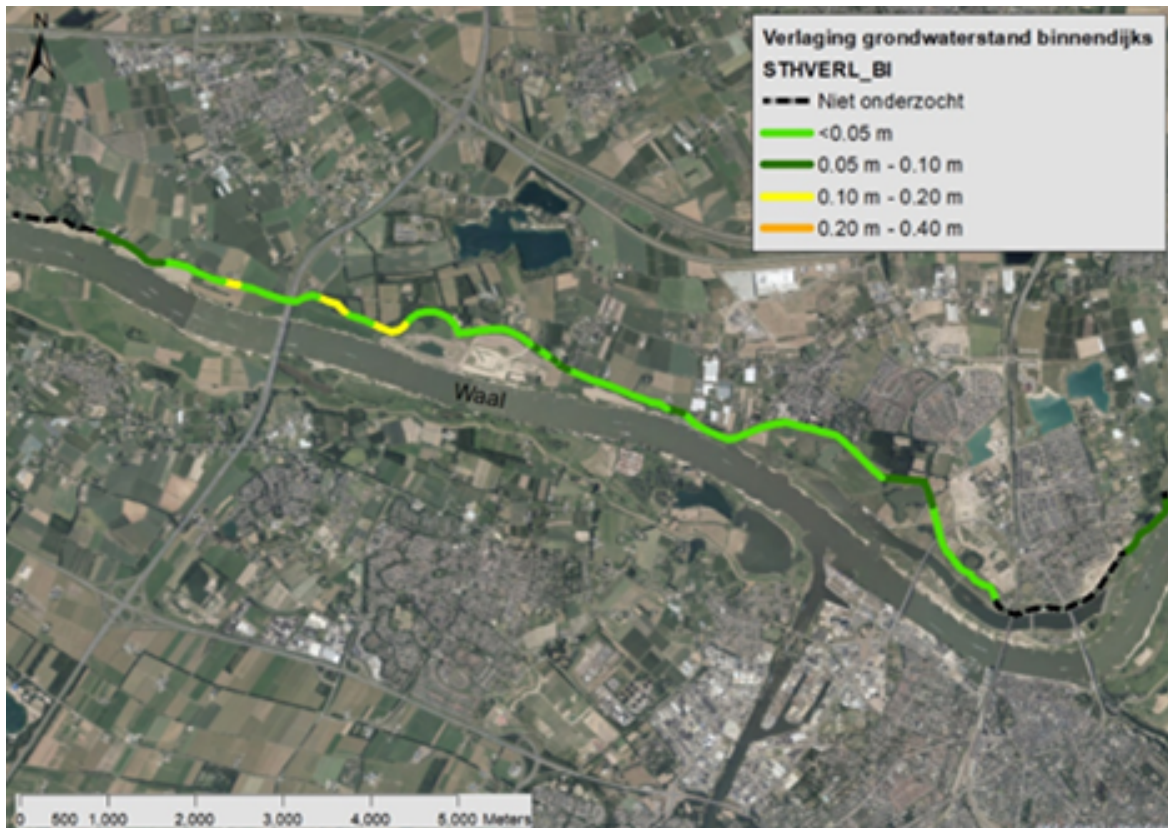 N
Verlaging grondwaterstand binnendijks
STHVERL_BI
Niet onderzocht
<0.05 m
0.05 m - 0.10 m
0.10 m - 0.20 m
0.20 m - 0.40 m
Waal
0 500 1,000 2,000 3,000 4,000 5,000 Meters